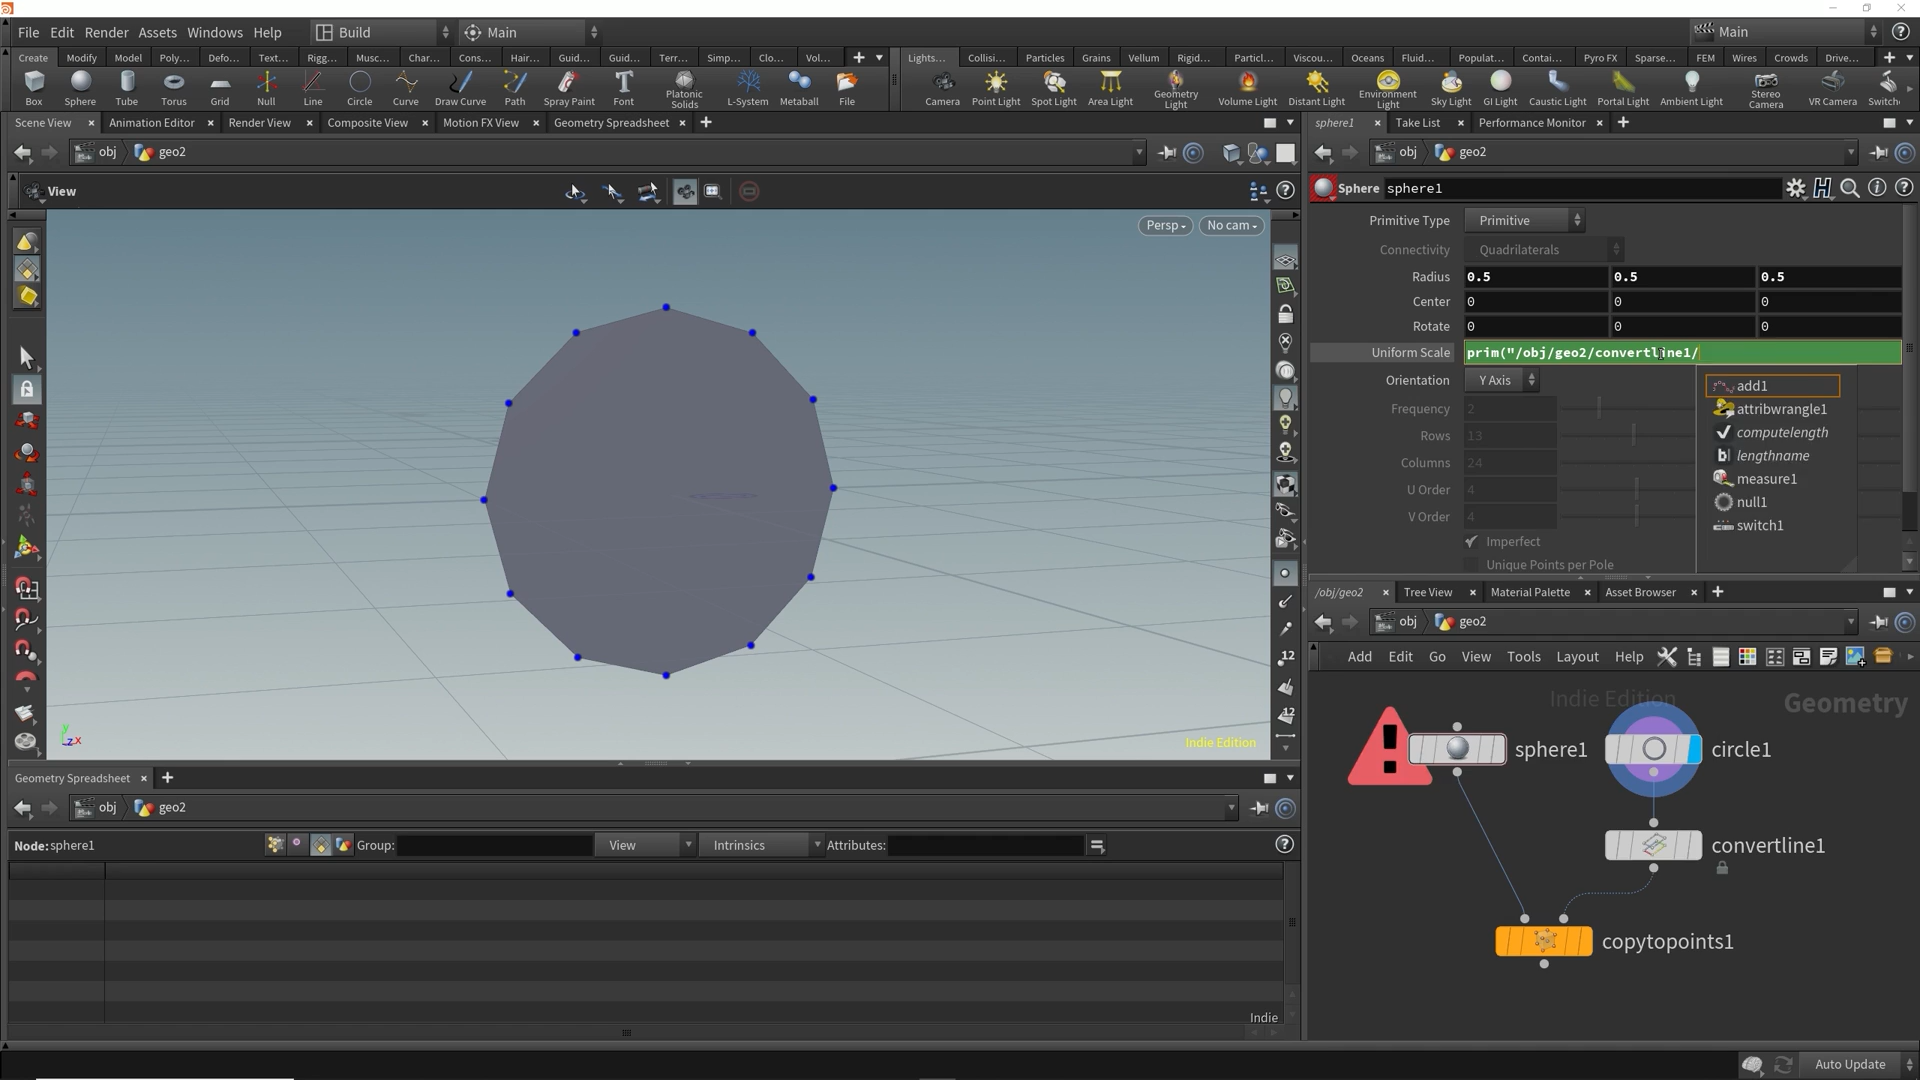 File Edit Render Assets Windows Help Build Main Main
Create Modify Model Poly... Defo... Text... Rigg... Musc... Char... Cons... Hair... Guid... Guid... Terr... Simp... Clo... Vol... Lights... Collisi... Particles Grains Vellum Rigid... Particl... Viscou... Oceans Fluid... Populat... Contai... Pyro FX Sparse... FEM Wires Crowds Drive...
Box Sphere Tube Torus Grid Null Line Circle Curve Draw Curve Path Spray Paint Font Platonic Solids L-System Metaball File Camera Point Light Spot Light Area Light Geometry Light Volume Light Distant Light Environment Light Sky Light GI Light Caustic Light Portal Light Ambient Light Stereo Camera VR Camera Switch
Scene View Animation Editor Render View Composite View Motion FX View Geometry Spreadsheet sphere1 Take List Performance Monitor
obj geo2 obj geo2
View Sphere sphere1
Persp No cam
Primitive Type Primitive
Connectivity Quadrilaterals
Radius 0.5 0.5 0.5
Center 0 0 0
Rotate 0 0 0
Uniform Scale prim("/obj/geo2/convertline1/
Orientation Y Axis
Frequency 2
Rows 13
Columns 24
U Order 4
V Order 4
Imperfect
Unique Points per Pole
add1
attribwrangle1
computelength
lengthname
measure1
null1
switch1
12
12
y
z x
Indie Edition
/obj/geo2 Tree View Material Palette Asset Browser
obj geo2
Add Edit Go View Tools Layout Help
Indie Edition Geometry
sphere1 circle1
convertline1
copytopoints1
Geometry Spreadsheet
obj geo2
Node: sphere1 Group: View Intrinsics Attributes:
Indie
Auto Update